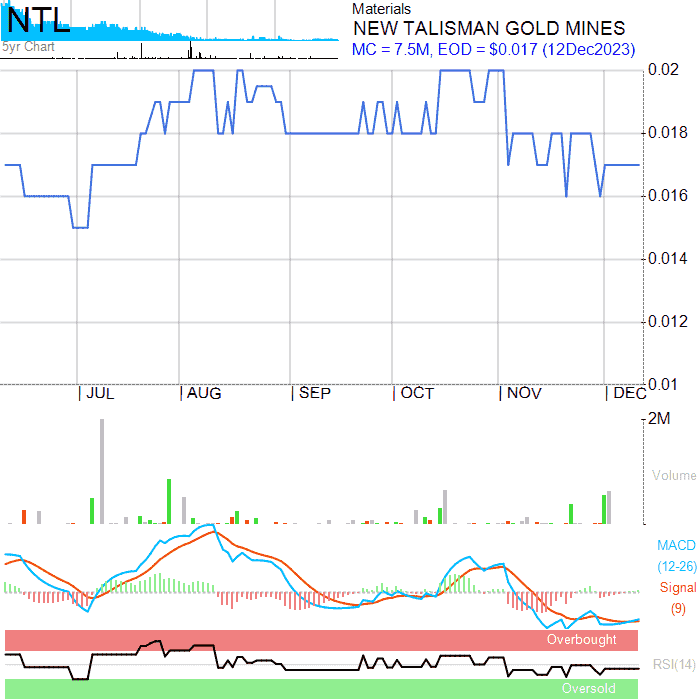 NTL
5yr Chart
Materials
NEW TALISMAN GOLD MINES
MC = 7.5M, EOD = $0.017 (12Dec2023)
0.02
0.018
0.016
0.014
0.012
0.01
JUL AUG SEP OCT NOV DEC
2M
Volume
MACD
(12-26)
Signal
(9)
Overbought
RSI(14)
Oversold